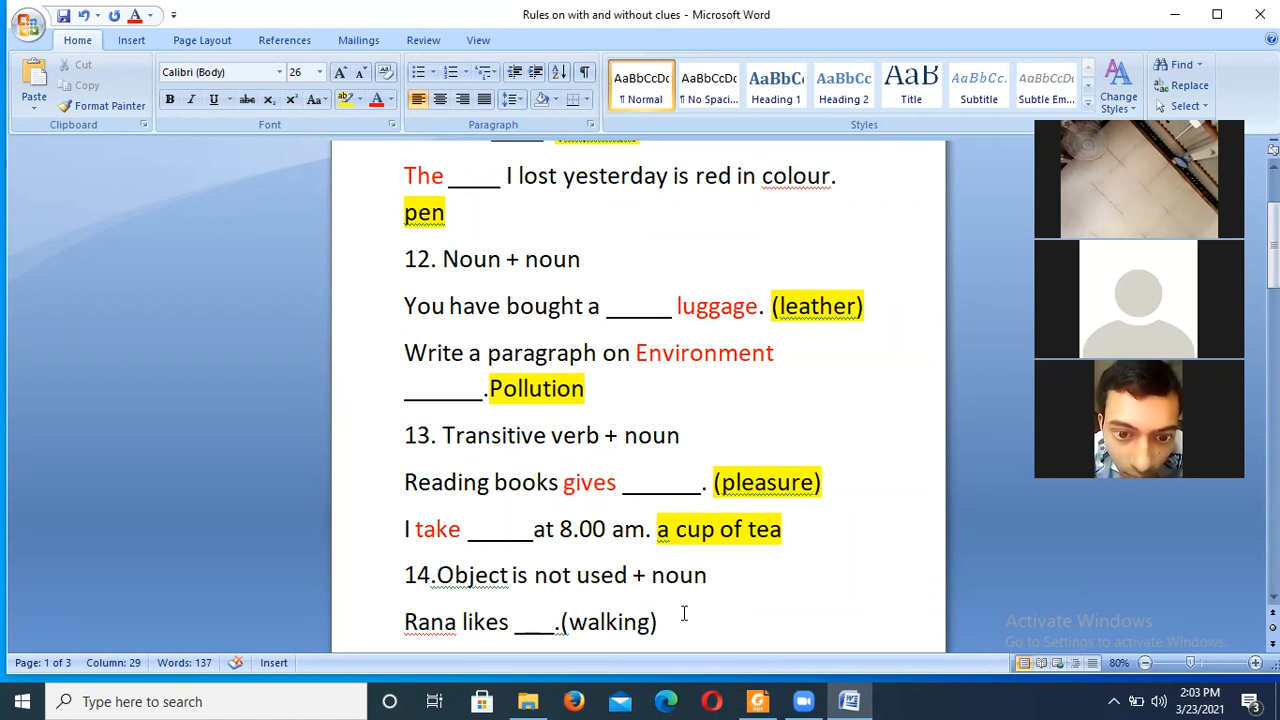 Rules on with and without clues - Microsoft Word
Home Insert Page Layout References Mailings Review View
Paste
Cut
Copy
Format Painter
Clipboard
Calibri (Body) 26
Font
Paragraph
AaBbCcDc AaBbCcDc AaBbC AaBbCc AaB AaBbCc. AaBbCcDc
¶ Normal ¶ No Spaci... Heading 1 Heading 2 Title Subtitle Subtle Em...
Change Styles
Styles
Find
Replace
Select
Editing
The _____ I lost yesterday is red in colour.
pen
12. Noun + noun
You have bought a ______ luggage. (leather)
Write a paragraph on Environment
_______.Pollution
13. Transitive verb + noun
Reading books gives _______. (pleasure)
I take ______at 8.00 am. a cup of tea
14.Object is not used + noun
Rana likes ____.(walking)
Activate Windows
Go to Settings to activate Windows.
Page: 1 of 3 Column: 29 Words: 137 Insert 80%
Type here to search
2:03 PM
3/23/2021
3